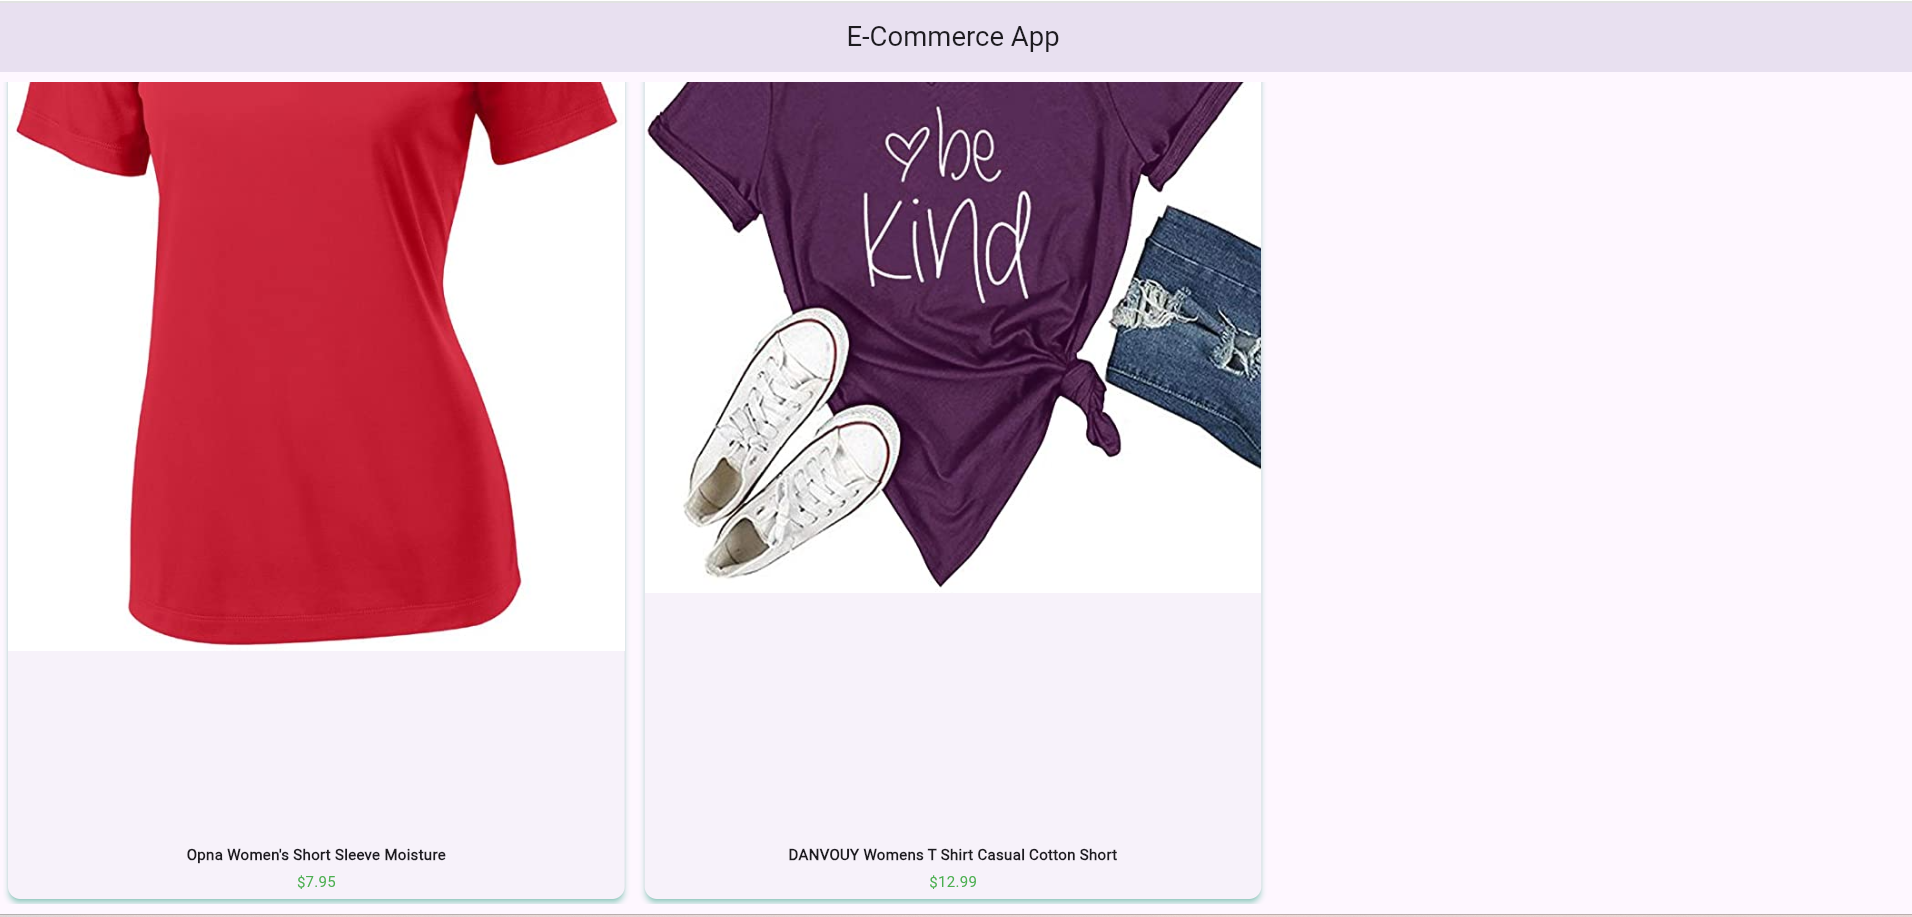 E-Commerce App
be
kind
Opna Women's Short Sleeve Moisture
$7.95
DANVOUY Womens T Shirt Casual Cotton Short
$12.99